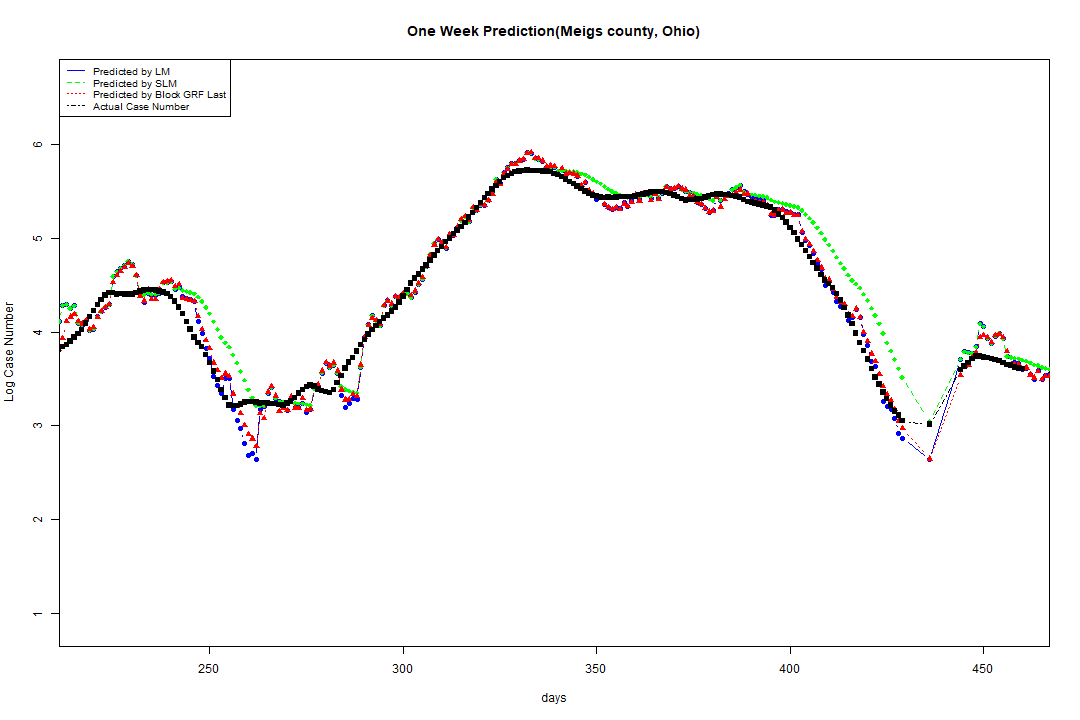 One Week Prediction(Meigs county, Ohio)
Predicted by LM
Predicted by SLM
Predicted by Block GRF Last
Actual Case Number
6
5
4
3
2
1
Log Case Number
250 300 350 400 450
days